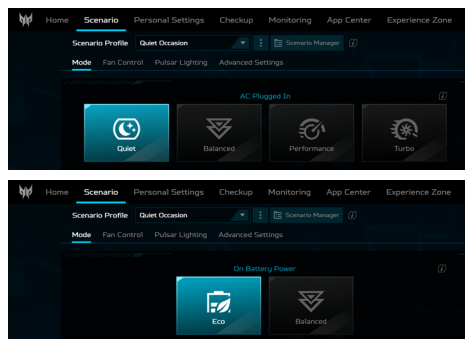 Home Scenario Personal Settings Checkup Monitoring App Center Experience Zone
Scenario Profile Quiet Occasion Scenario Manager
Mode Fan Control Pulsar Lighting Advanced Settings
AC Plugged In
Quiet Balanced Performance Turbo
Home Scenario Personal Settings Checkup Monitoring App Center Experience Zone
Scenario Profile Quiet Occasion Scenario Manager
Mode Fan Control Pulsar Lighting Advanced Settings
On Battery Power
Eco Balanced